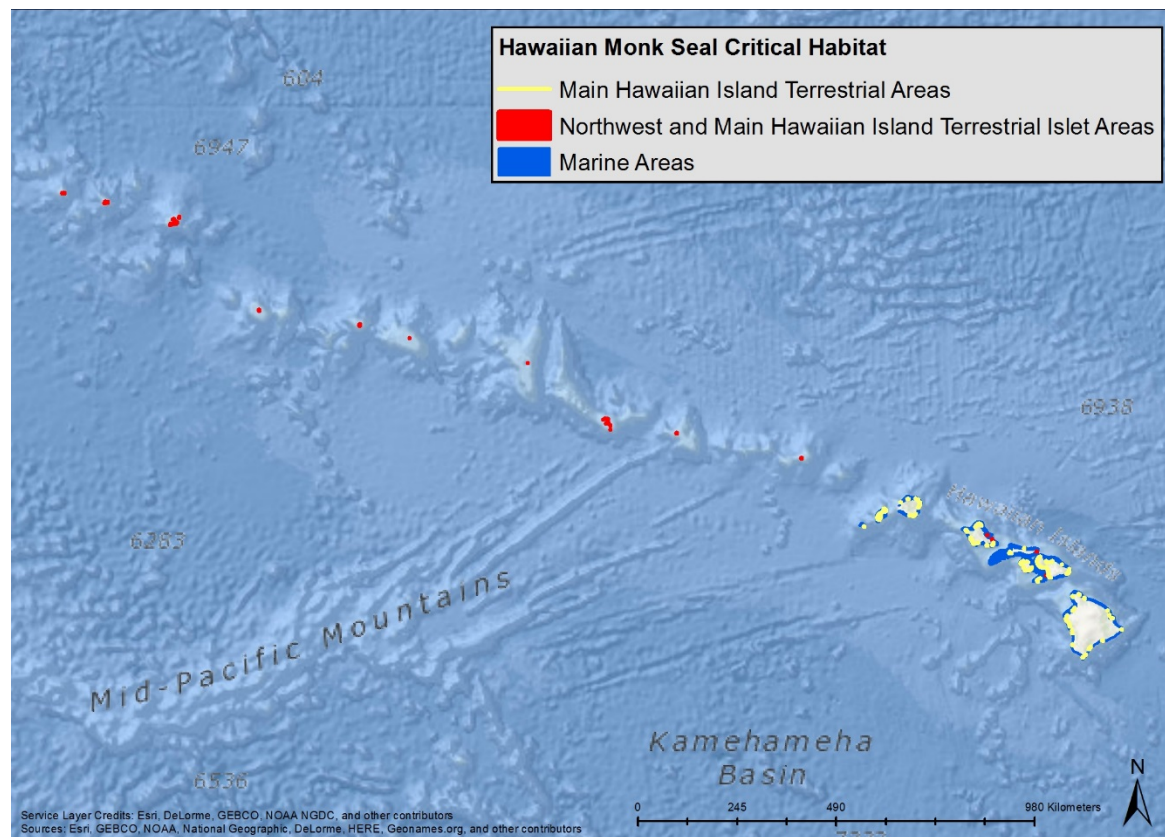 Hawaiian Monk Seal Critical Habitat
Main Hawaiian Island Terrestrial Areas
Northwest and Main Hawaiian Island Terrestrial Islet Areas
Marine Areas
604
6947
6938
6283
Mid-Pacific Mountains
Kamehameha
Basin
6536
N
0 245 490 980 Kilometers
Service Layer Credits: Esri, DeLorme, GEBCO, NOAA NGDC, and other contributors
Sources: Esri, GEBCO, NOAA, National Geographic, DeLorme, HERE, Geonames.org, and other contributors